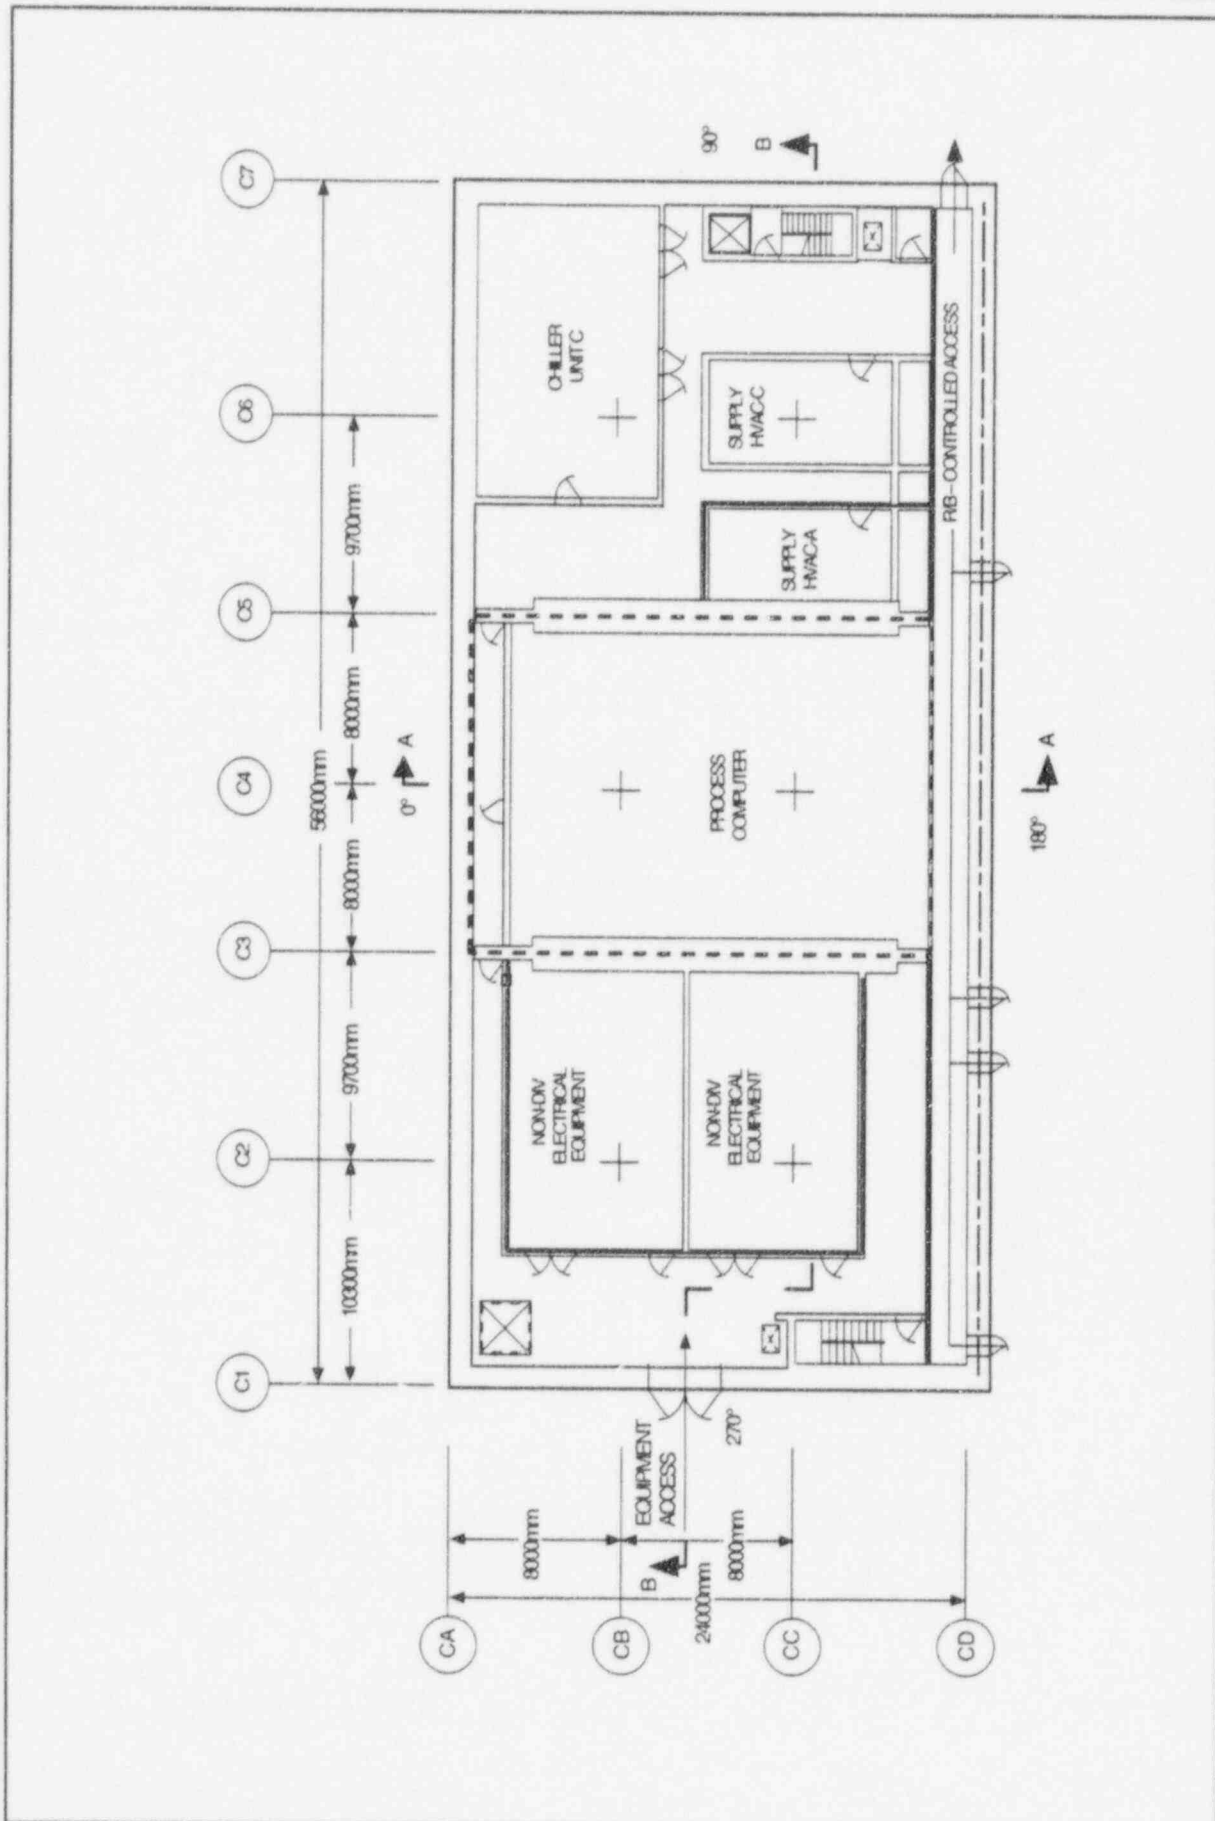 C1
C2
C3
C4
C5
C6
C7
56000mm
10300mm
9700mm
8000mm
8000mm
9700mm
0°
A
CA
CB
CC
CD
8000mm
8000mm
24000mm
B
EQUIPMENT
ACCESS
270°
NON-DIV
ELECTRICAL
EQUIPMENT
NON-DIV
ELECTRICAL
EQUIPMENT
PROCESS
COMPUTER
CHILLER
UNIT C
SUPPLY
HVAC-C
SUPPLY
HVAC-A
R/B - CONTROLLED ACCESS
90°
B
180°
A